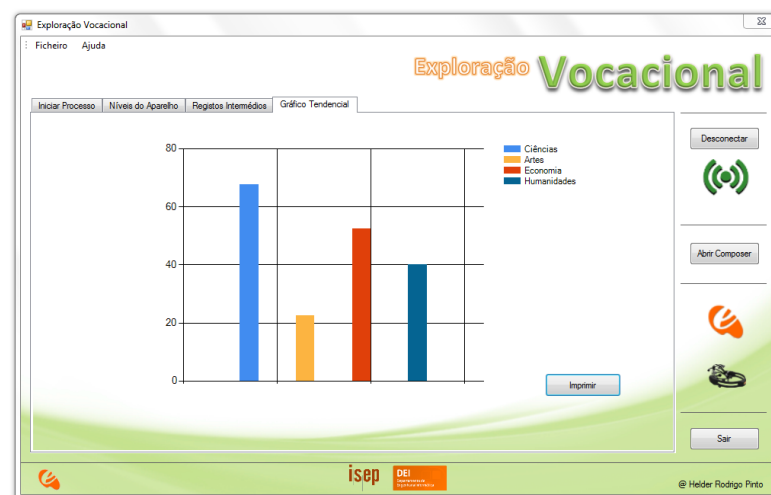 Exploração Vocacional
Ficheiro Ajuda
Exploração Vocacional
Iniciar Processo Níveis do Aparelho Registos Intermédios Gráfico Tendencial
Desconectar
80
60
40
20
0
Ciências
Artes
Economia
Humanidades
Abrir Composer
Imprimir
Sair
isep
DEI
@ Helder Rodrigo Pinto